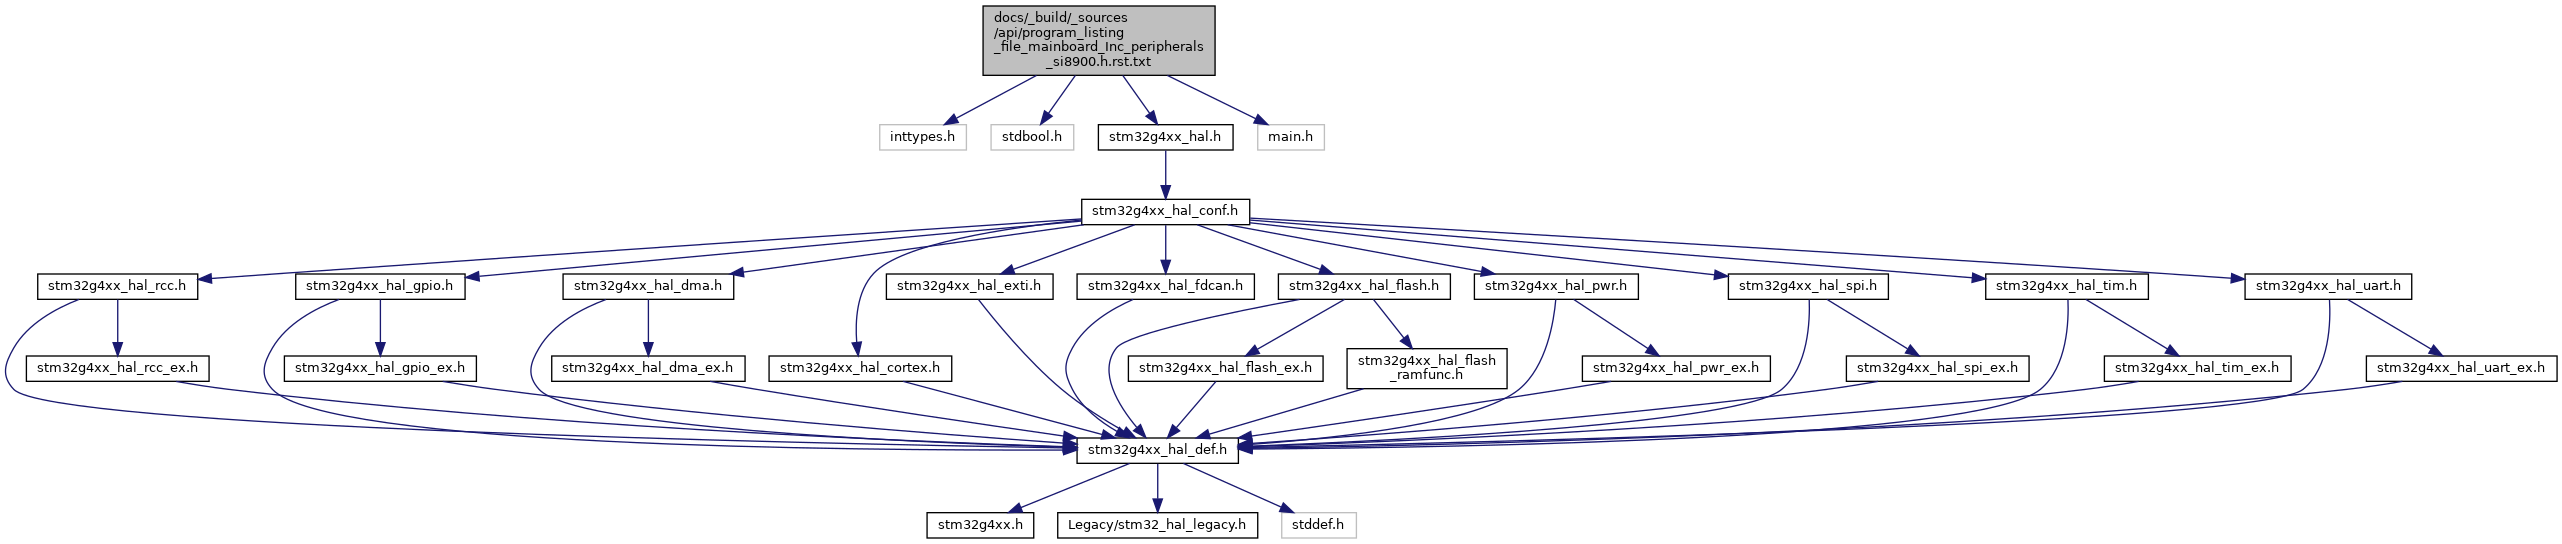 docs/_build/_sources
/api/program_listing
_file_mainboard_Inc_peripherals
_si8900.h.rst.txt
inttypes.h
stdbool.h
stm32g4xx_hal.h
main.h
stm32g4xx_hal_conf.h
stm32g4xx_hal_rcc.h
stm32g4xx_hal_gpio.h
stm32g4xx_hal_dma.h
stm32g4xx_hal_exti.h
stm32g4xx_hal_fdcan.h
stm32g4xx_hal_flash.h
stm32g4xx_hal_pwr.h
stm32g4xx_hal_spi.h
stm32g4xx_hal_tim.h
stm32g4xx_hal_uart.h
stm32g4xx_hal_rcc_ex.h
stm32g4xx_hal_gpio_ex.h
stm32g4xx_hal_dma_ex.h
stm32g4xx_hal_cortex.h
stm32g4xx_hal_flash_ex.h
stm32g4xx_hal_flash
_ramfunc.h
stm32g4xx_hal_pwr_ex.h
stm32g4xx_hal_spi_ex.h
stm32g4xx_hal_tim_ex.h
stm32g4xx_hal_uart_ex.h
stm32g4xx_hal_def.h
stm32g4xx.h
Legacy/stm32_hal_legacy.h
stddef.h